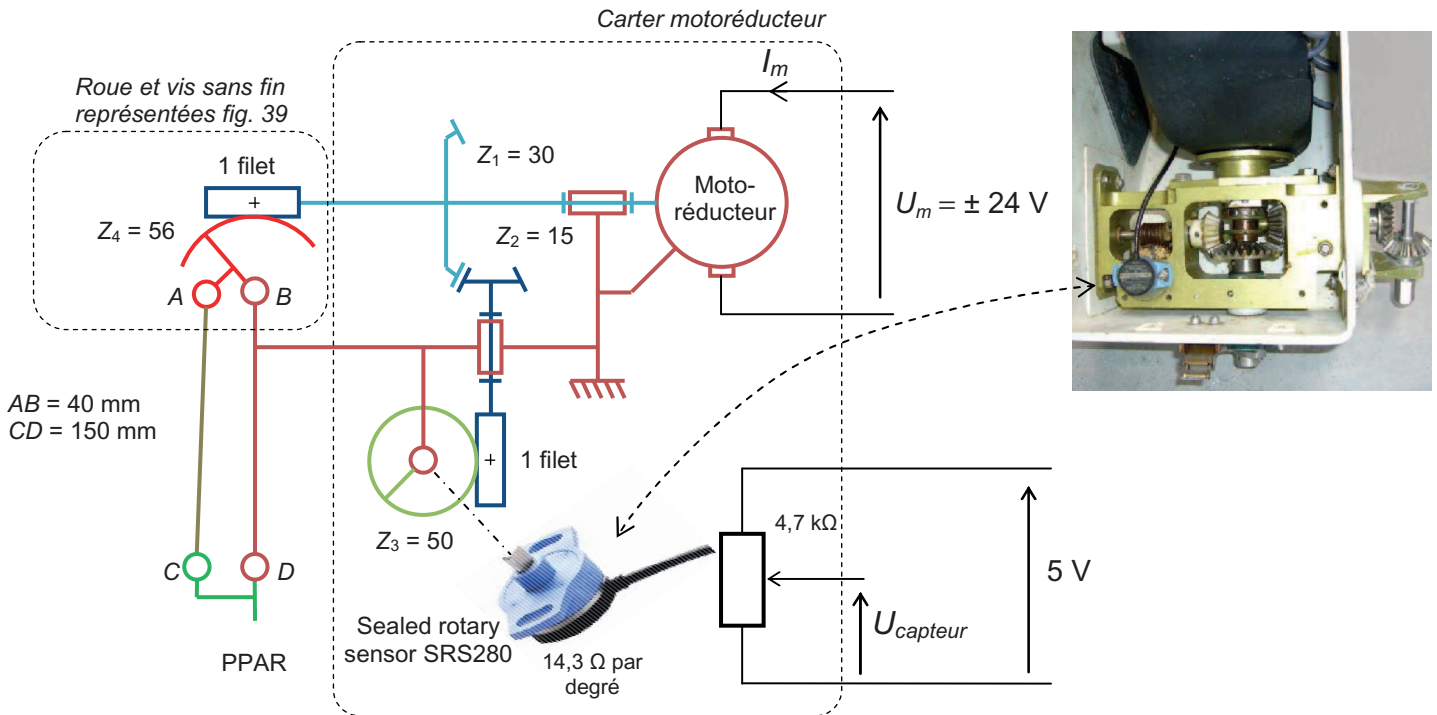 Carter motoréducteur
Roue et vis sans fin
représentées fig. 39
1 filet
Z4 = 56
A
B
Z1 = 30
Z2 = 15
Moto-
réducteur
Im
Um = ± 24 V
AB = 40 mm
CD = 150 mm
1 filet
Z3 = 50
C
D
PPAR
Sealed rotary
sensor SRS280
14,3 Ω par
degré
4,7 kΩ
Ucapteur
5 V